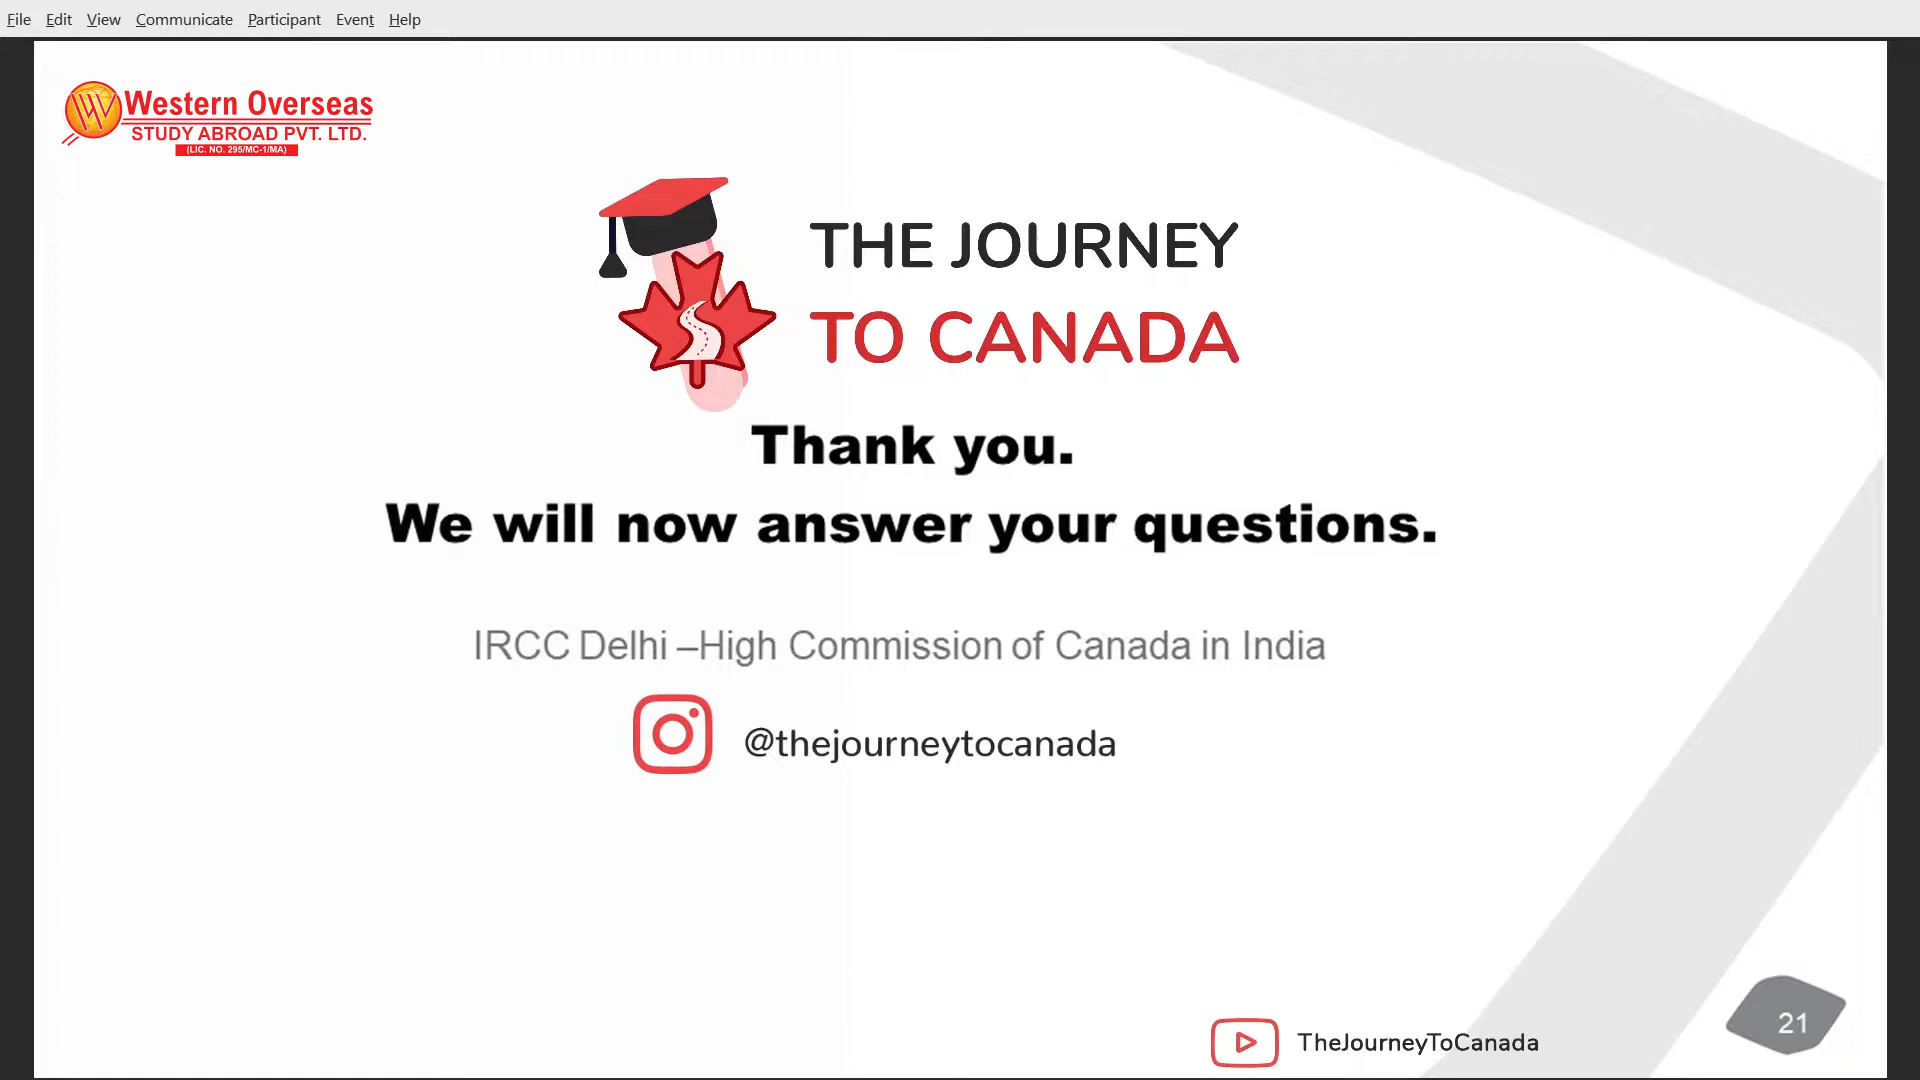 File Edit View Communicate Participant Event Help
Western Overseas
STUDY ABROAD PVT. LTD.
(LIC. NO. 295/MC-1/MA)
THE JOURNEY
TO CANADA
Thank you.
We will now answer your questions.
IRCC Delhi –High Commission of Canada in India
@thejourneytocanada
TheJourneyToCanada
21